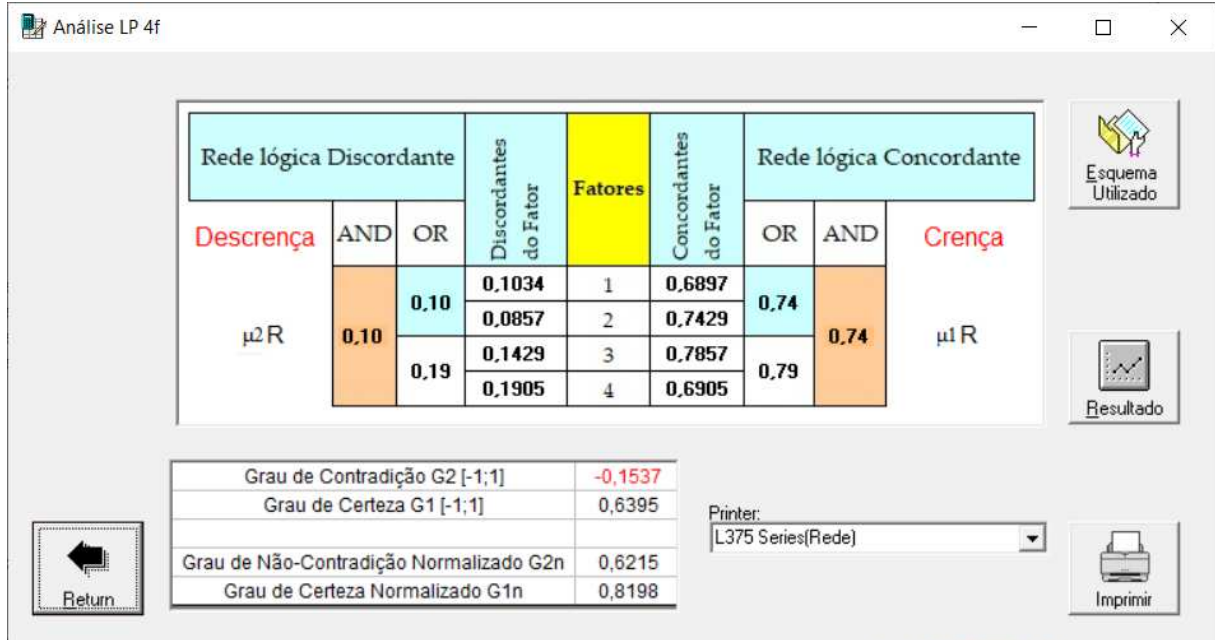 Análise LP 4f
Rede lógica Discordante
Discordantes
do Fator
Fatores
Concordantes
do Fator
Rede lógica Concordante
Descrença AND OR
OR AND Crença
0,1034 1 0,6897
0,10 0,74
0,0857 2 0,7429
μ2 R 0,10 0,74 μ1 R
0,1429 3 0,7857
0,19 0,79
0,1905 4 0,6905
Esquema
Utilizado
Resultado
Grau de Contradição G2 [-1;1] -0,1537
Grau de Certeza G1 [-1;1] 0,6395
Grau de Não-Contradição Normalizado G2n 0,6215
Grau de Certeza Normalizado G1n 0,8198
Printer:
L375 Series(Rede)
Return
Imprimir